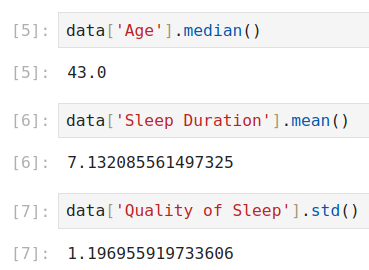 [5]: data['Age'].median()
[5]: 43.0
[6]: data['Sleep Duration'].mean()
[6]: 7.132085561497325
[7]: data['Quality of Sleep'].std()
[7]: 1.196955919733606